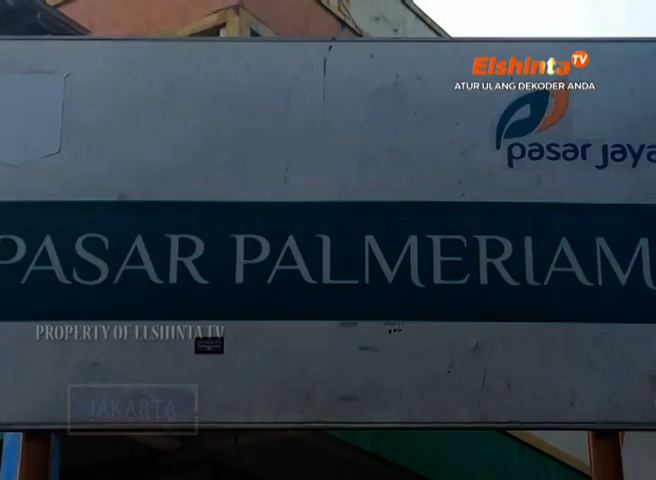 Elshinta TV
ATUR ULANG DEKODER ANDA
pasar jaya
PASAR PALMERIAM
PROPERTY OF ELSHINTA TV
JAKARTA